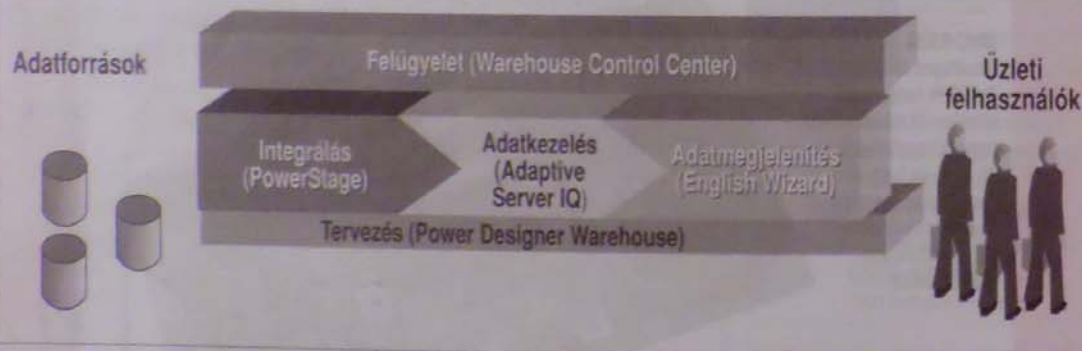 Adatforrások
Felügyelet (Warehouse Control Center)
Üzleti
felhasználók
Integrálás
(PowerStage)
Adatkezelés
(Adaptive
Server IQ)
Adatmegjelenítés
(English Wizard)
Tervezés (Power Designer Warehouse)